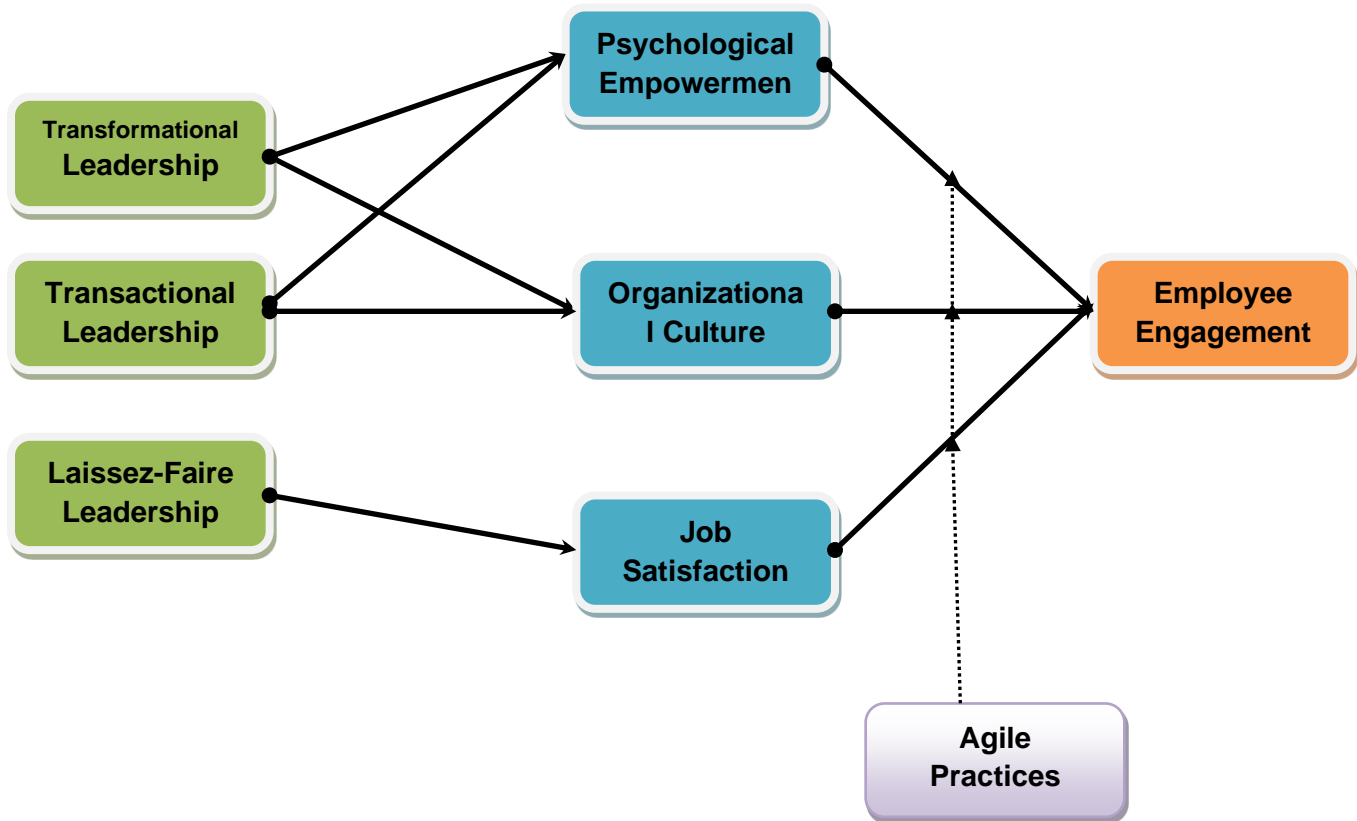 Psychological
Empowermen
Transformational
Leadership
Transactional
Leadership
Organizationa
l Culture
Employee
Engagement
Laissez-Faire
Leadership
Job
Satisfaction
Agile
Practices